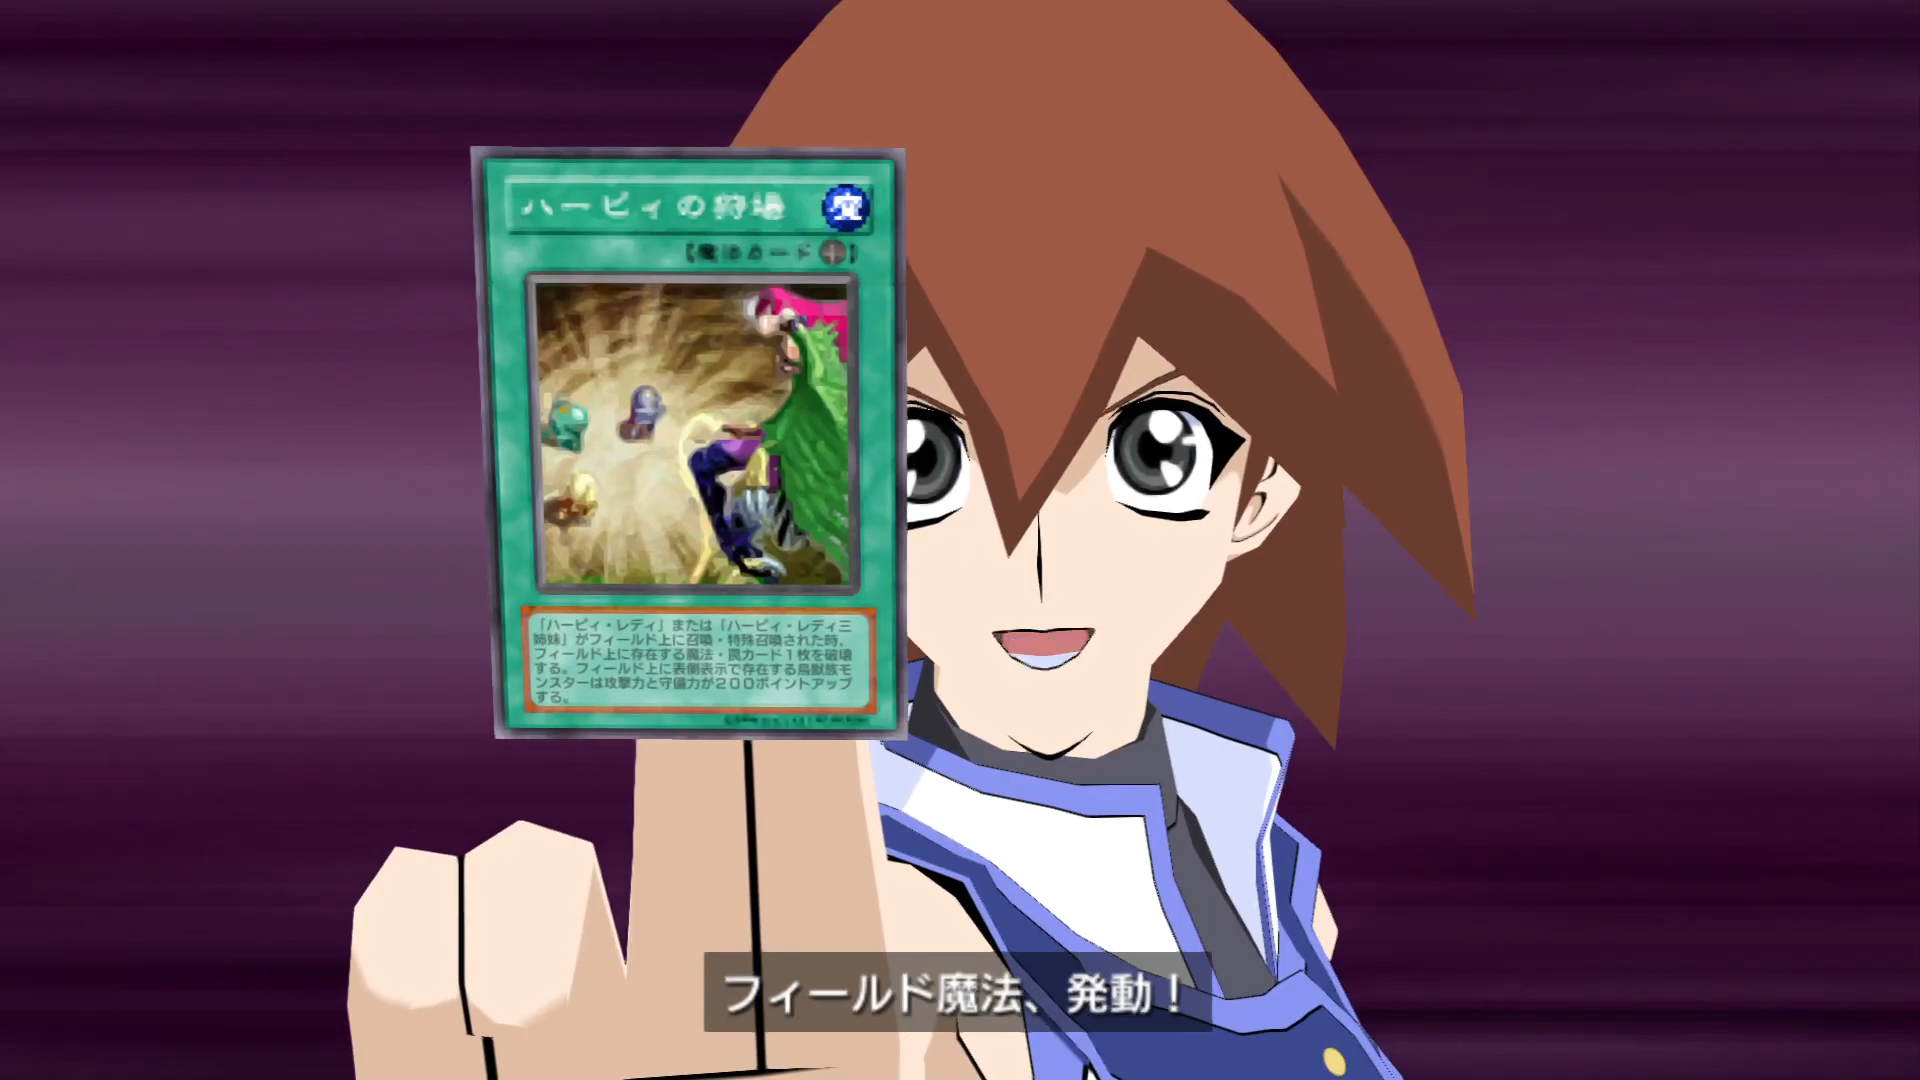 ハーピィの狩場
魔
【魔法カード
「ハーピィ・レディ」または「ハーピィ・レディ三
姉妹」がフィールド上に召喚・特殊召喚された時、
フィールド上に存在する魔法・罠カード１枚を破壊
する。フィールド上に表側表示で存在する鳥獣族モ
ンスターは攻撃力と守備力が２００ポイントアップ
する。
フィールド魔法、発動！